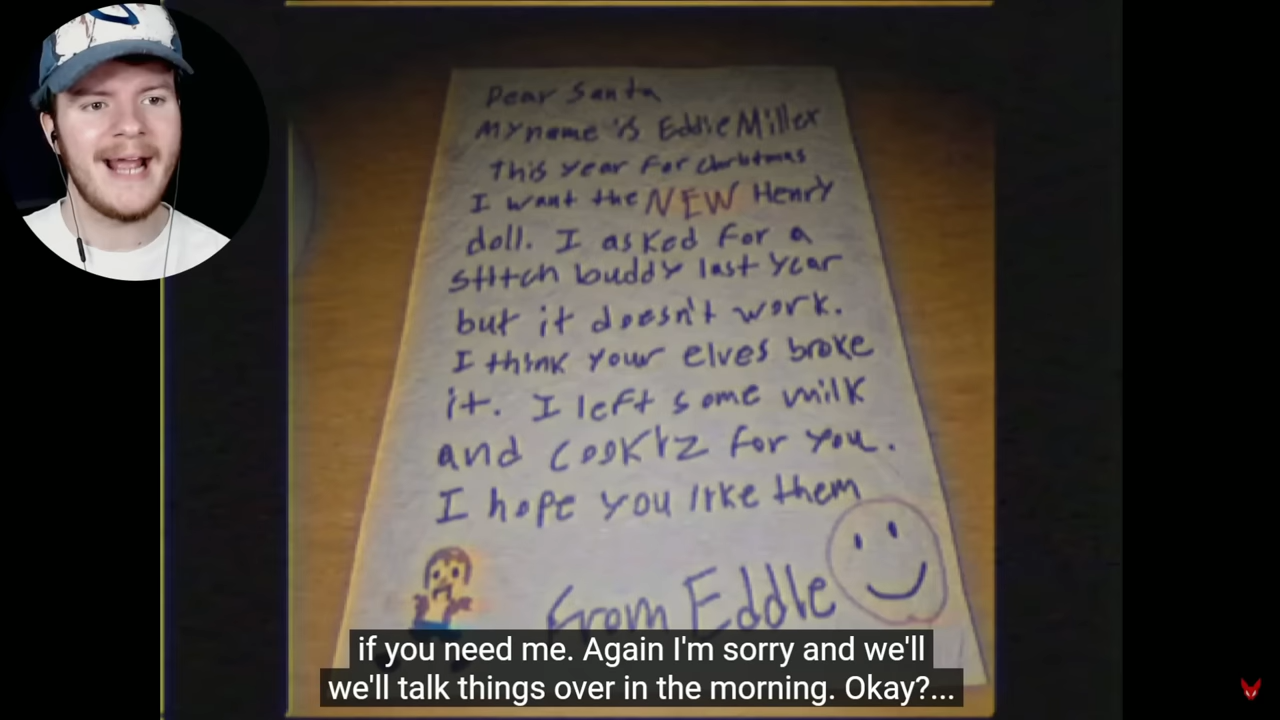 Dear Santa
My name is Eddie Miller
This year For Christmas
I want the NEW Henry
doll. I asked for a
stitch buddy last year
but it doesn't work.
I think your elves broke
it. I left some milk
and cookiz for you.
I hope you like them
From Eddie
if you need me. Again I'm sorry and we'll
we'll talk things over in the morning. Okay?...